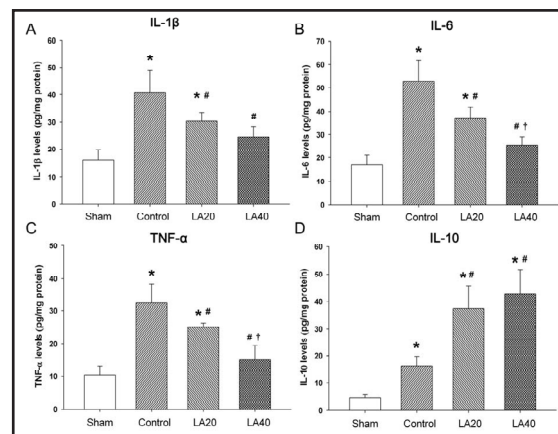 A
IL-1β
IL-1β levels (pg/mg protein)
60
50
40
30
20
10
0
*
* #
#
Sham Control LA20 LA40
B
IL-6
IL-6 levels (pg/mg protein)
70
60
50
40
30
20
10
0
*
* #
# †
Sham Control LA20 LA40
C
TNF-α
TNF-α levels (pg/mg protein)
50
40
30
20
10
0
*
* #
# †
Sham Control LA20 LA40
D
IL-10
IL-10 levels (pg/mg protein)
60
50
40
30
20
10
0
*
* #
* #
Sham Control LA20 LA40